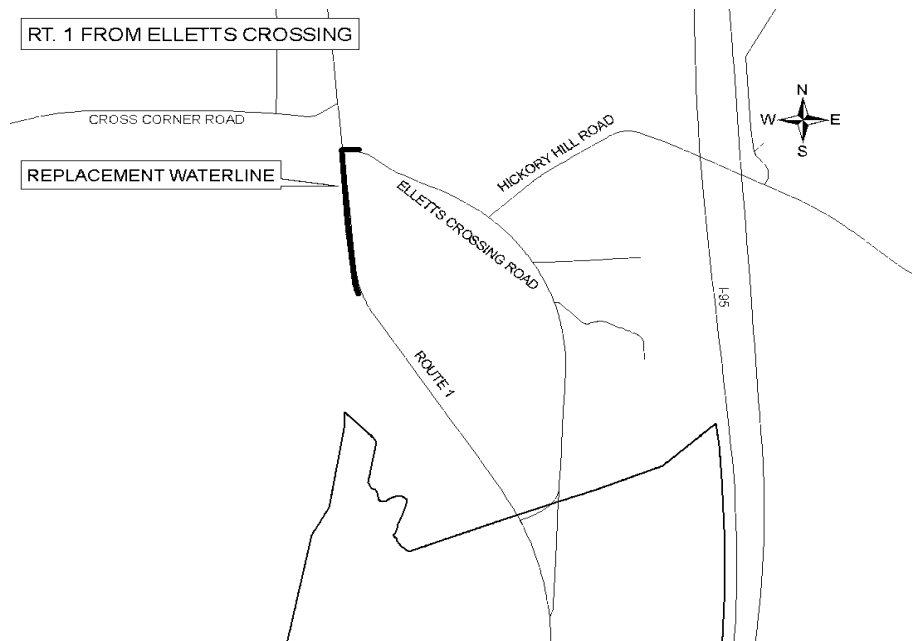 RT. 1 FROM ELLETTS CROSSING
N
W E
S
CROSS CORNER ROAD
HICKORY HILL ROAD
REPLACEMENT WATERLINE
ELLETTS CROSSING ROAD
I-95
ROUTE 1